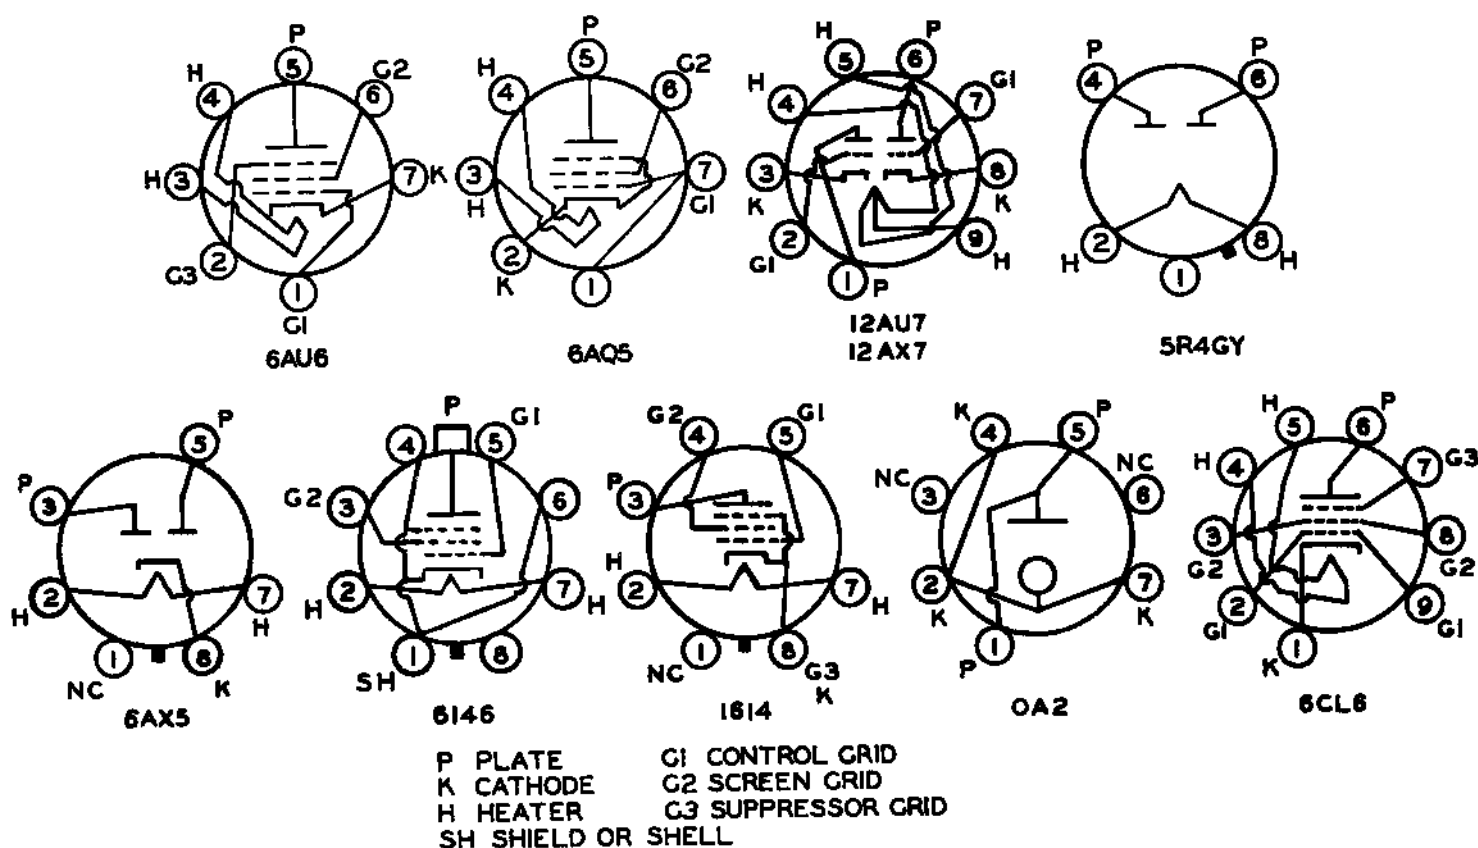 P
5
H
4
G2
6
H
3
7
K
G3
2
1
G1
6AU6
P
5
H
4
G2
6
3
H
7
G1
2
K
1
6AQ5
H
5
P
6
H
4
G1
7
3
K
8
K
2
G1
9
H
1
P
12AU7
12AX7
P
4
P
6
2
H
8
H
1
5R4GY
P
5
P
3
2
H
7
H
1
NC
8
K
6AX5
P
4
5
G1
G2
3
6
2
H
7
H
1
SH
8
6146
G2
4
G1
5
P
3
6
H
2
7
H
NC
1
8
G3
K
1614
K
4
P
5
NC
3
NC
6
2
K
7
K
P
1
OA2
H
5
P
6
H
4
7
G3
3
G2
8
G2
2
G1
9
G1
K
1
6CL6
P PLATE
K CATHODE
H HEATER
SH SHIELD OR SHELL
G1 CONTROL GRID
G2 SCREEN GRID
G3 SUPPRESSOR GRID